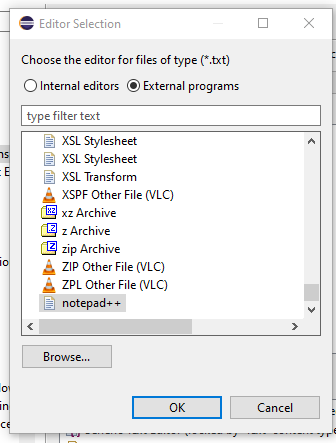 Editor Selection
Choose the editor for files of type (*.txt)
Internal editors
External programs
type filter text
XSL Stylesheet
XSL Stylesheet
XSL Transform
XSPF Other File (VLC)
xz Archive
z Archive
zip Archive
ZIP Other File (VLC)
ZPL Other File (VLC)
notepad++
Browse...
OK
Cancel